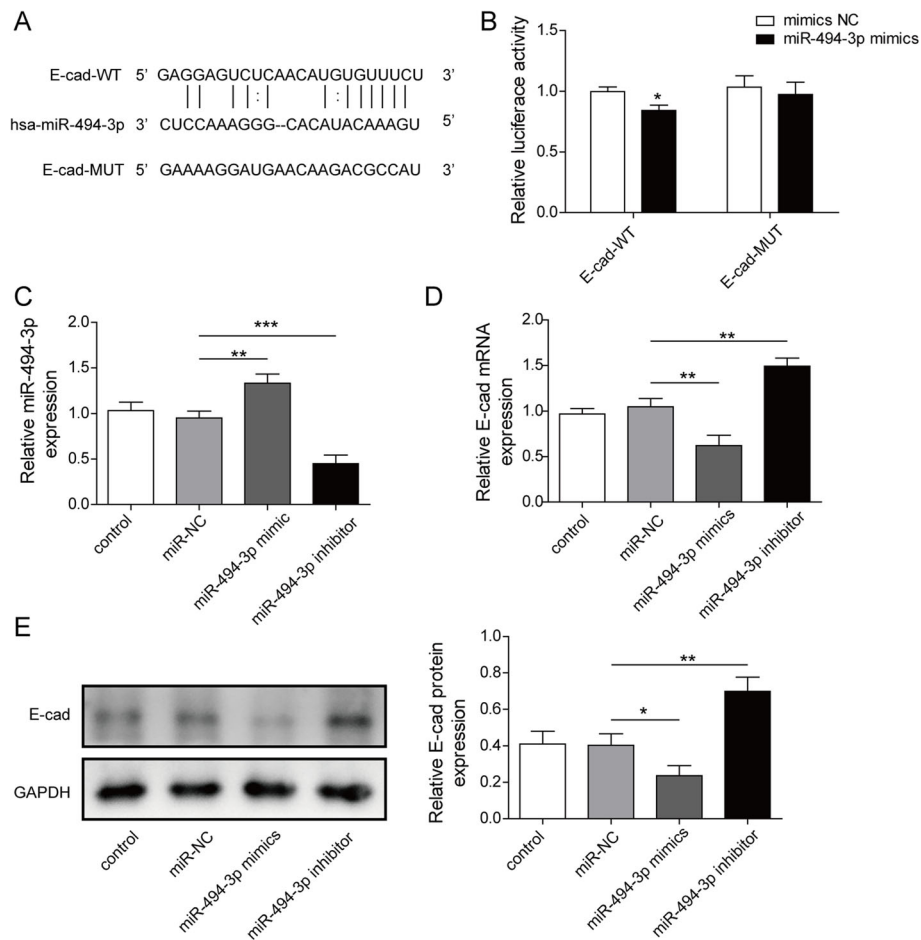 A
E-cad-WT 5' GAGGAGUCUCAACAUGUGUUUCU 3'
hsa-miR-494-3p 3' CUCCAAAGGG--CACAUACAAAGU 5'
E-cad-MUT 5' GAAAAGGAUGAACAAGACGCCAU 3'
B
mimics NC
miR-494-3p mimics
Relative luciferace activity
1.5
1.0
0.5
0.0
*
E-cad-WT
E-cad-MUT
C
Relative miR-494-3p
expression
2.0
1.5
1.0
0.5
0.0
***
**
control
miR-NC
miR-494-3p mimic
miR-494-3p inhibitor
D
Relative E-cad mRNA
expression
2.0
1.5
1.0
0.5
0.0
**
**
control
miR-NC
miR-494-3p mimics
miR-494-3p inhibitor
E
E-cad
GAPDH
control
miR-NC
miR-494-3p mimics
miR-494-3p inhibitor
Relative E-cad protein
expression
1.0
0.8
0.6
0.4
0.2
0.0
**
*
control
miR-NC
miR-494-3p mimics
miR-494-3p inhibitor